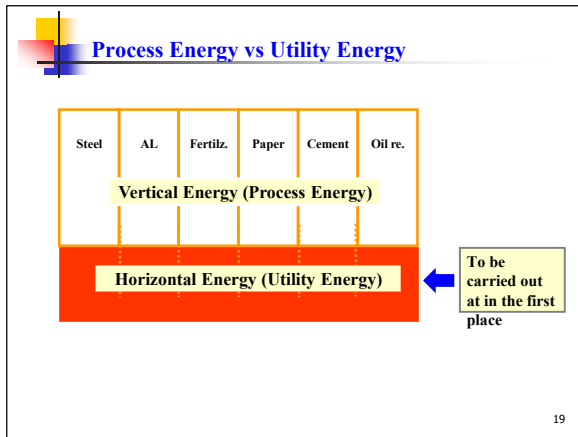 Process Energy vs Utility Energy
Steel AL Fertilz. Paper Cement Oil re.
Vertical Energy (Process Energy)
Horizontal Energy (Utility Energy)
To be
carried out
at in the first
place
19